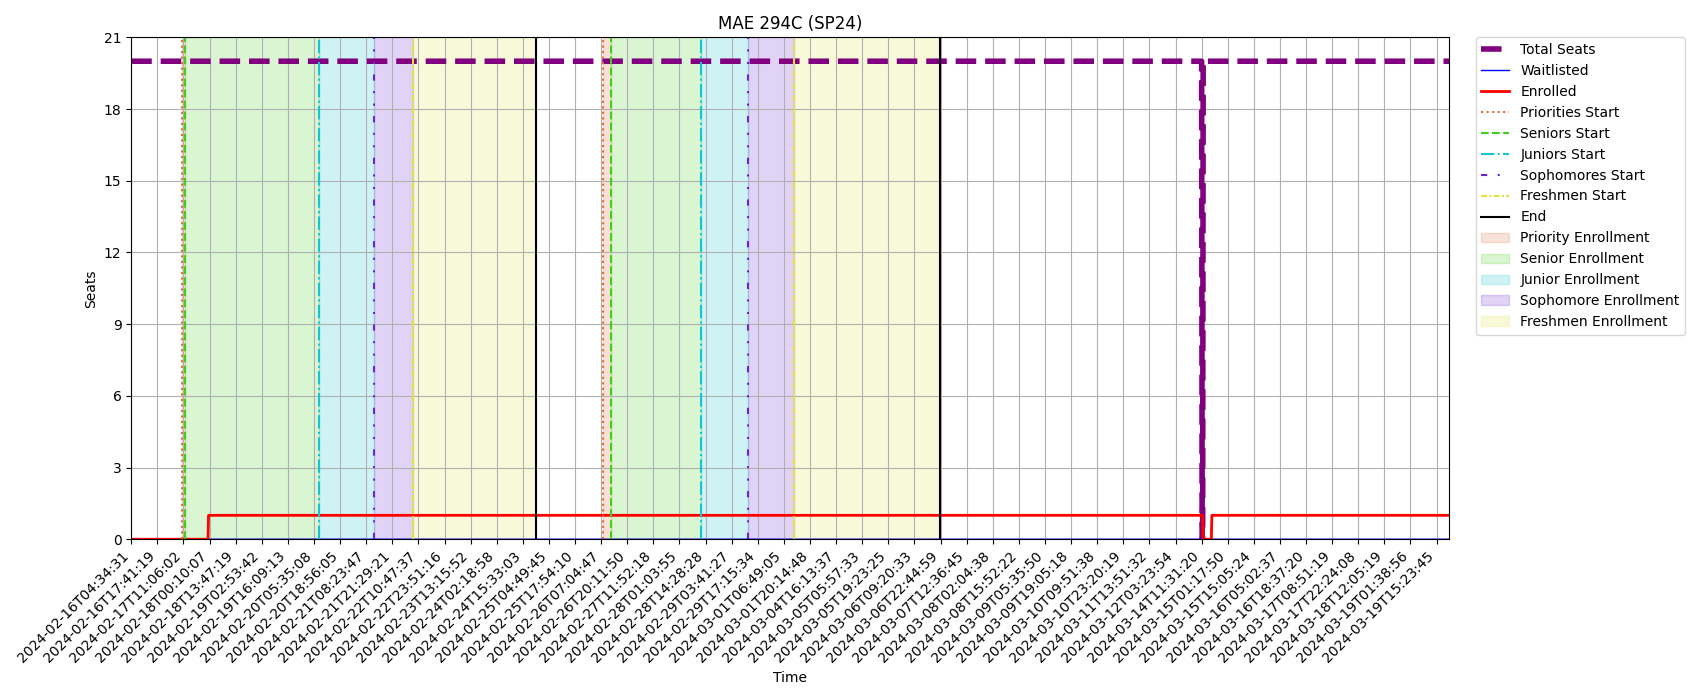 MAE 294C (SP24)
Seats
21
18
15
12
9
6
3
0
2024-02-16T04:34:31
2024-02-16T17:41:19
2024-02-17T11:06:02
2024-02-18T00:10:07
2024-02-18T13:47:19
2024-02-19T02:53:42
2024-02-19T16:09:13
2024-02-20T05:35:08
2024-02-20T18:56:05
2024-02-21T08:23:47
2024-02-21T21:29:21
2024-02-22T10:47:37
2024-02-22T23:51:16
2024-02-23T13:15:52
2024-02-24T02:18:58
2024-02-24T15:33:03
2024-02-25T04:49:45
2024-02-25T17:54:10
2024-02-26T07:04:47
2024-02-26T20:11:50
2024-02-27T11:52:18
2024-02-28T01:03:55
2024-02-28T14:28:28
2024-02-29T03:41:27
2024-02-29T17:15:34
2024-03-01T06:49:05
2024-03-01T20:14:48
2024-03-04T16:13:37
2024-03-05T05:57:33
2024-03-05T19:23:25
2024-03-06T09:20:33
2024-03-06T22:44:59
2024-03-07T12:36:45
2024-03-08T02:04:38
2024-03-08T15:52:22
2024-03-09T05:35:50
2024-03-09T19:05:18
2024-03-10T09:51:38
2024-03-10T23:20:19
2024-03-11T13:51:32
2024-03-12T03:23:54
2024-03-14T11:31:20
2024-03-15T01:17:50
2024-03-15T15:05:24
2024-03-16T05:02:37
2024-03-16T18:37:20
2024-03-17T08:51:19
2024-03-17T22:24:08
2024-03-18T12:05:19
2024-03-19T01:38:56
2024-03-19T15:23:45
Time
Total Seats
Waitlisted
Enrolled
Priorities Start
Seniors Start
Juniors Start
Sophomores Start
Freshmen Start
End
Priority Enrollment
Senior Enrollment
Junior Enrollment
Sophomore Enrollment
Freshmen Enrollment